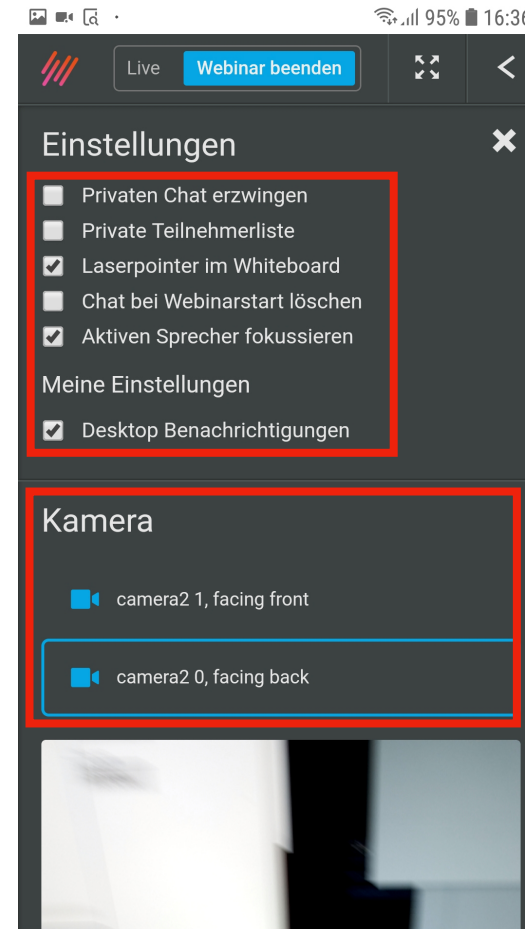 95% 16:36
Live Webinar beenden
Einstellungen
Privaten Chat erzwingen
Private Teilnehmerliste
Laserpointer im Whiteboard
Chat bei Webinarstart löschen
Aktiven Sprecher fokussieren
Meine Einstellungen
Desktop Benachrichtigungen
Kamera
camera2 1, facing front
camera2 0, facing back